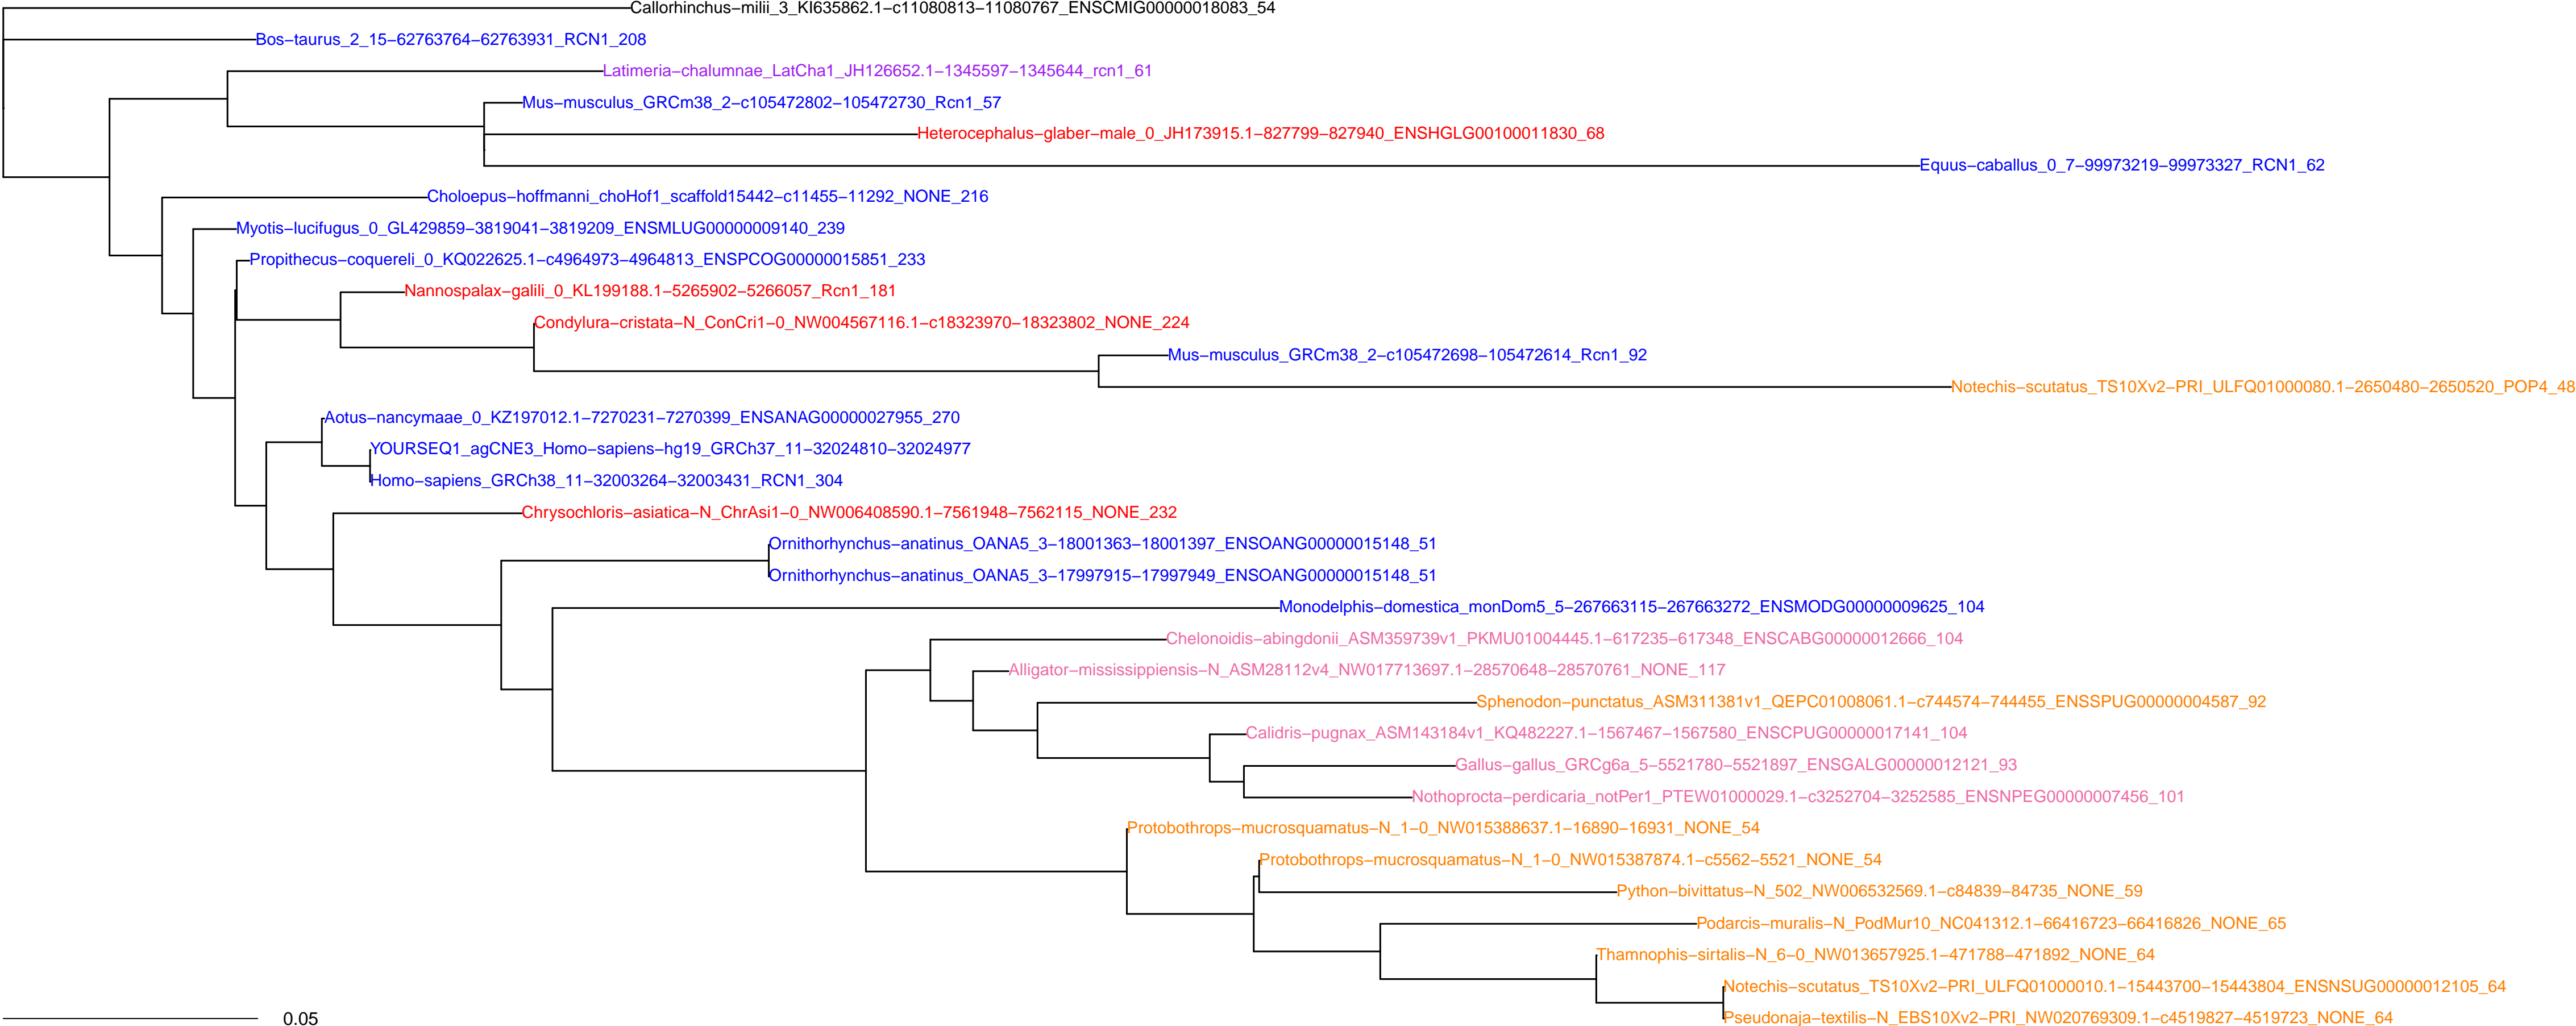 Callorhinchus−milii_3_KI635862.1−c11080813−11080767_ENSCMIG00000018083_54
Bos−taurus_2_15−62763764−62763931_RCN1_208
Latimeria−chalumnae_LatCha1_JH126652.1−1345597−1345644_rcn1_61
Mus−musculus_GRCm38_2−c105472802−105472730_Rcn1_57
Heterocephalus−glaber−male_0_JH173915.1−827799−827940_ENSHGLG00100011830_68
Equus−caballus_0_7−99973219−99973327_RCN1_62
Choloepus−hoffmanni_choHof1_scaffold15442−c11455−11292_NONE_216
Myotis−lucifugus_0_GL429859−3819041−3819209_ENSMLUG00000009140_239
Propithecus−coquereli_0_KQ022625.1−c4964973−4964813_ENSPCOG00000015851_233
Nannospalax−galili_0_KL199188.1−5265902−5266057_Rcn1_181
Condylura−cristata−N_ConCri1−0_NW004567116.1−c18323970−18323802_NONE_224
Mus−musculus_GRCm38_2−c105472698−105472614_Rcn1_92
Notechis−scutatus_TS10Xv2−PRI_ULFQ01000080.1−2650480−2650520_POP4_48
Aotus−nancymaae_0_KZ197012.1−7270231−7270399_ENSANAG00000027955_270
YOURSEQ1_agCNE3_Homo−sapiens−hg19_GRCh37_11−32024810−32024977
Homo−sapiens_GRCh38_11−32003264−32003431_RCN1_304
Chrysochloris−asiatica−N_ChrAsi1−0_NW006408590.1−7561948−7562115_NONE_232
Ornithorhynchus−anatinus_OANA5_3−18001363−18001397_ENSOANG00000015148_51
Ornithorhynchus−anatinus_OANA5_3−17997915−17997949_ENSOANG00000015148_51
Monodelphis−domestica_monDom5_5−267663115−267663272_ENSMODG00000009625_104
Chelonoidis−abingdonii_ASM359739v1_PKMU01004445.1−617235−617348_ENSCABG00000012666_104
Alligator−mississippiensis−N_ASM28112v4_NW017713697.1−28570648−28570761_NONE_117
Sphenodon−punctatus_ASM311381v1_QEPC01008061.1−c744574−744455_ENSSPUG00000004587_92
Calidris−pugnax_ASM143184v1_KQ482227.1−1567467−1567580_ENSCPUG00000017141_104
Gallus−gallus_GRCg6a_5−5521780−5521897_ENSGALG00000012121_93
Nothoprocta−perdicaria_notPer1_PTEW01000029.1−c3252704−3252585_ENSNPEG00000007456_101
Protobothrops−mucrosquamatus−N_1−0_NW015388637.1−16890−16931_NONE_54
Protobothrops−mucrosquamatus−N_1−0_NW015387874.1−c5562−5521_NONE_54
Python−bivittatus−N_502_NW006532569.1−c84839−84735_NONE_59
Podarcis−muralis−N_PodMur10_NC041312.1−66416723−66416826_NONE_65
Thamnophis−sirtalis−N_6−0_NW013657925.1−471788−471892_NONE_64
Notechis−scutatus_TS10Xv2−PRI_ULFQ01000010.1−15443700−15443804_ENSNSUG00000012105_64
Pseudonaja−textilis−N_EBS10Xv2−PRI_NW020769309.1−c4519827−4519723_NONE_64
0.05